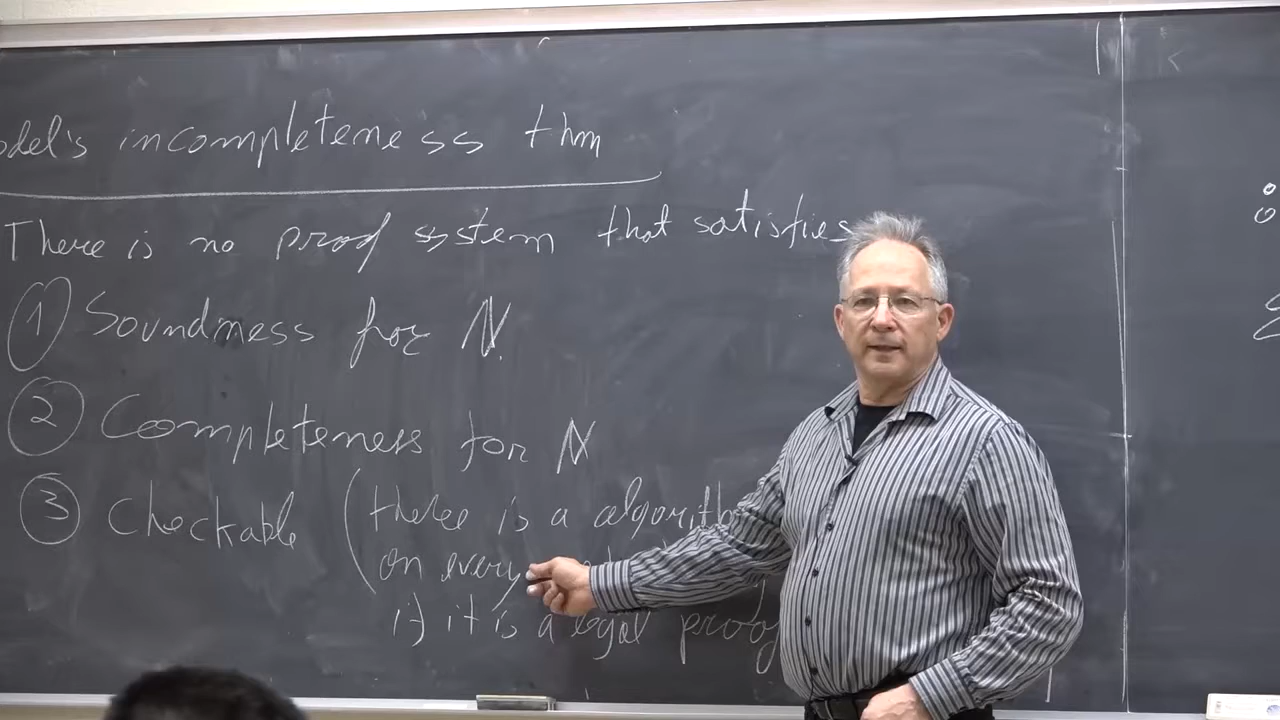 odel's incompleteness thm
There is no proof system that satisfies
1 Soundness for N.
2 Completeness for N
3 Checkable (there is a algorith
on every
if it is a legal proof